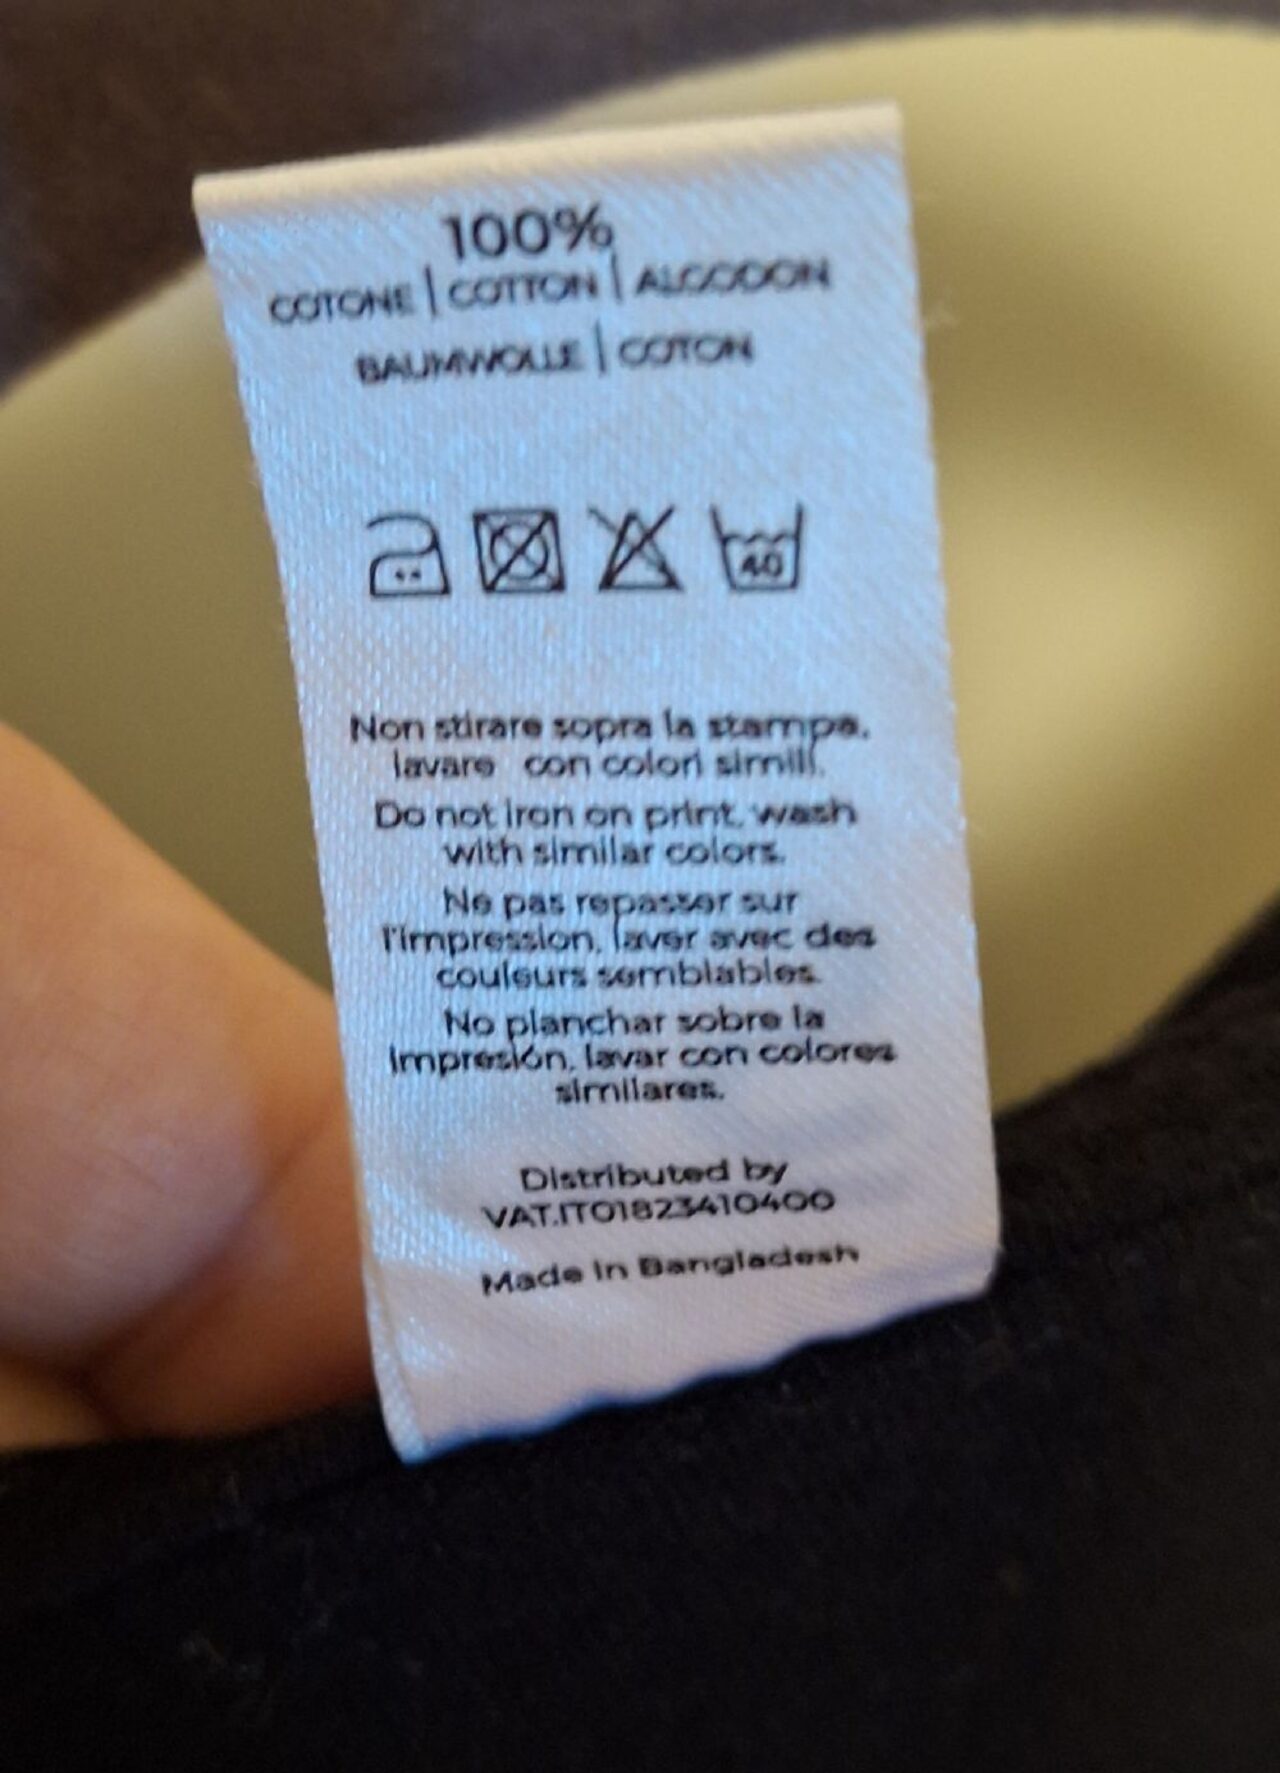 100%
COTONE | COTTON | ALGODON
BAUMWOLLE | COTON
40
Non stirare sopra la stampa,
lavare con colori simili.
Do not iron on print, wash
with similar colors.
Ne pas repasser sur
l'impression, laver avec des
couleurs semblables.
No planchar sobre la
impresión, lavar con colores
similares.
Distributed by
VAT.IT01823410400
Made in Bangladesh